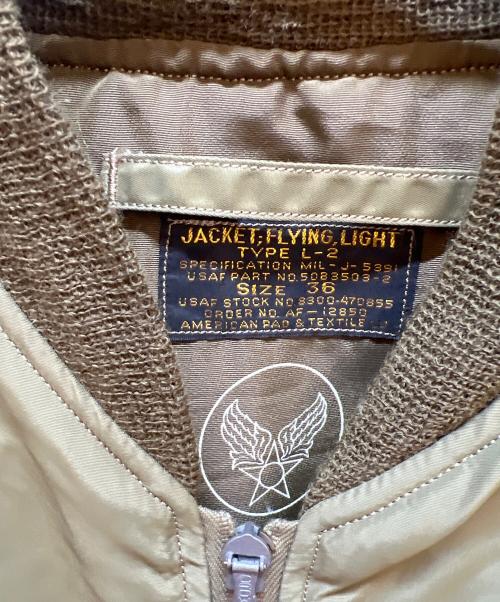 JACKET, FLYING, LIGHT
TYPE L-2
SPECIFICATION MIL-J-5391
USAF PART NO. 5083503-2
SIZE 36
USAF STOCK NO. 8300-470855
ORDER NO. AF-12850
AMERICAN PAD & TEXTILE